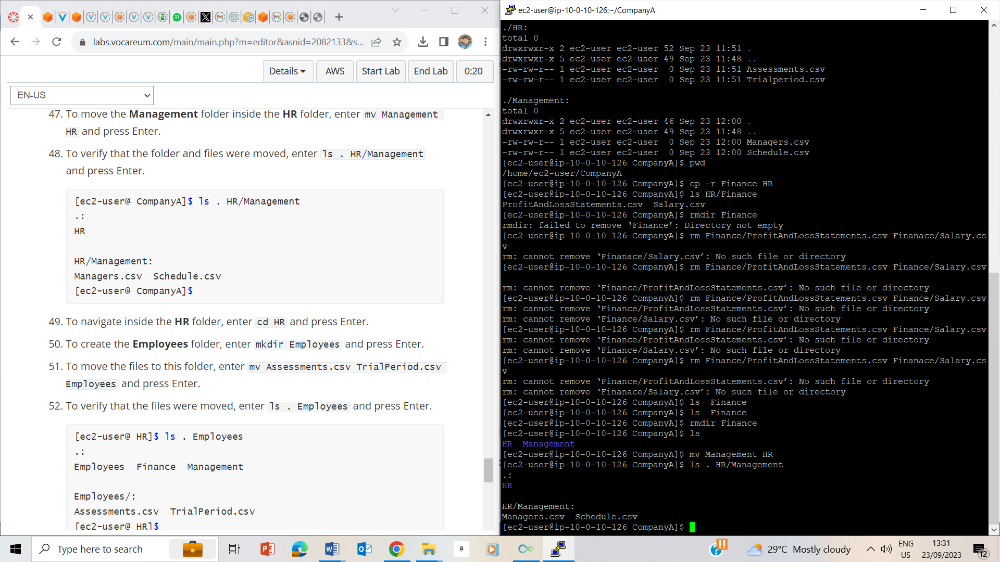 labs.vocareum.com/main/main.php?m=editor&asnid=2082133&s...
Details
AWS
Start Lab
End Lab
0:20
EN-US
47. To move the Management folder inside the HR folder, enter mv Management
HR and press Enter.
48. To verify that the folder and files were moved, enter ls . HR/Management
and press Enter.
[ec2-user@ CompanyA]$ ls . HR/Management
.:
HR
HR/Management:
Managers.csv  Schedule.csv
[ec2-user@ CompanyA]$
49. To navigate inside the HR folder, enter cd HR and press Enter.
50. To create the Employees folder, enter mkdir Employees and press Enter.
51. To move the files to this folder, enter mv Assessments.csv TrialPeriod.csv
Employees and press Enter.
52. To verify that the files were moved, enter ls . Employees and press Enter.
[ec2-user@ HR]$ ls . Employees
.:
Employees  Finance  Management
Employees/:
Assessments.csv  TrialPeriod.csv
[ec2-user@ HR]$
ec2-user@ip-10-0-10-126:~/CompanyA
./HR:
total 0
drwxrwxr-x 2 ec2-user ec2-user 52 Sep 23 11:51 .
drwxrwxr-x 5 ec2-user ec2-user 49 Sep 23 11:48 ..
-rw-rw-r-- 1 ec2-user ec2-user  0 Sep 23 11:51 Assessments.csv
-rw-rw-r-- 1 ec2-user ec2-user  0 Sep 23 11:51 Trialperiod.csv
./Management:
total 0
drwxrwxr-x 2 ec2-user ec2-user 46 Sep 23 12:00 .
drwxrwxr-x 5 ec2-user ec2-user 49 Sep 23 11:48 ..
-rw-rw-r-- 1 ec2-user ec2-user  0 Sep 23 12:00 Managers.csv
-rw-rw-r-- 1 ec2-user ec2-user  0 Sep 23 12:00 Schedule.csv
[ec2-user@ip-10-0-10-126 CompanyA]$ pwd
/home/ec2-user/CompanyA
[ec2-user@ip-10-0-10-126 CompanyA]$ cp -r Finance HR
[ec2-user@ip-10-0-10-126 CompanyA]$ ls HR/Finance
ProfitAndLossStatements.csv  Salary.csv
[ec2-user@ip-10-0-10-126 CompanyA]$ rmdir Finance
rmdir: failed to remove ‘Finance’: Directory not empty
[ec2-user@ip-10-0-10-126 CompanyA]$ rm Finance/ProfitAndLossStatements.csv Finanace/Salary.cs
v
rm: cannot remove ‘Finanace/Salary.csv’: No such file or directory
[ec2-user@ip-10-0-10-126 CompanyA]$ rm Finance/ProfitAndLossStatements.csv Finance/Salary.csv
rm: cannot remove ‘Finance/ProfitAndLossStatements.csv’: No such file or directory
[ec2-user@ip-10-0-10-126 CompanyA]$ rm Finance/ProfitAndLossStatements.csv Finance/Salary.csv
rm: cannot remove ‘Finance/ProfitAndLossStatements.csv’: No such file or directory
rm: cannot remove ‘Finance/Salary.csv’: No such file or directory
[ec2-user@ip-10-0-10-126 CompanyA]$ rm Finance/ProfitAndLossStatements.csv Finance/Salary.csv
rm: cannot remove ‘Finance/ProfitAndLossStatements.csv’: No such file or directory
rm: cannot remove ‘Finance/Salary.csv’: No such file or directory
[ec2-user@ip-10-0-10-126 CompanyA]$ rm Finance/ProfitAndLossStatements.csv Finanace/Salary.cs
v
rm: cannot remove ‘Finance/ProfitAndLossStatements.csv’: No such file or directory
rm: cannot remove ‘Finanace/Salary.csv’: No such file or directory
[ec2-user@ip-10-0-10-126 CompanyA]$ ls  Finance
[ec2-user@ip-10-0-10-126 CompanyA]$ ls  Finance
[ec2-user@ip-10-0-10-126 CompanyA]$ rmdir Finance
[ec2-user@ip-10-0-10-126 CompanyA]$ ls
HR  Management
[ec2-user@ip-10-0-10-126 CompanyA]$ mv Management HR
[ec2-user@ip-10-0-10-126 CompanyA]$ ls . HR/Management
.:
HR
HR/Management:
Managers.csv  Schedule.csv
[ec2-user@ip-10-0-10-126 CompanyA]$
Type here to search
29°C  Mostly cloudy
ENG
US
13:31
23/09/2023
12